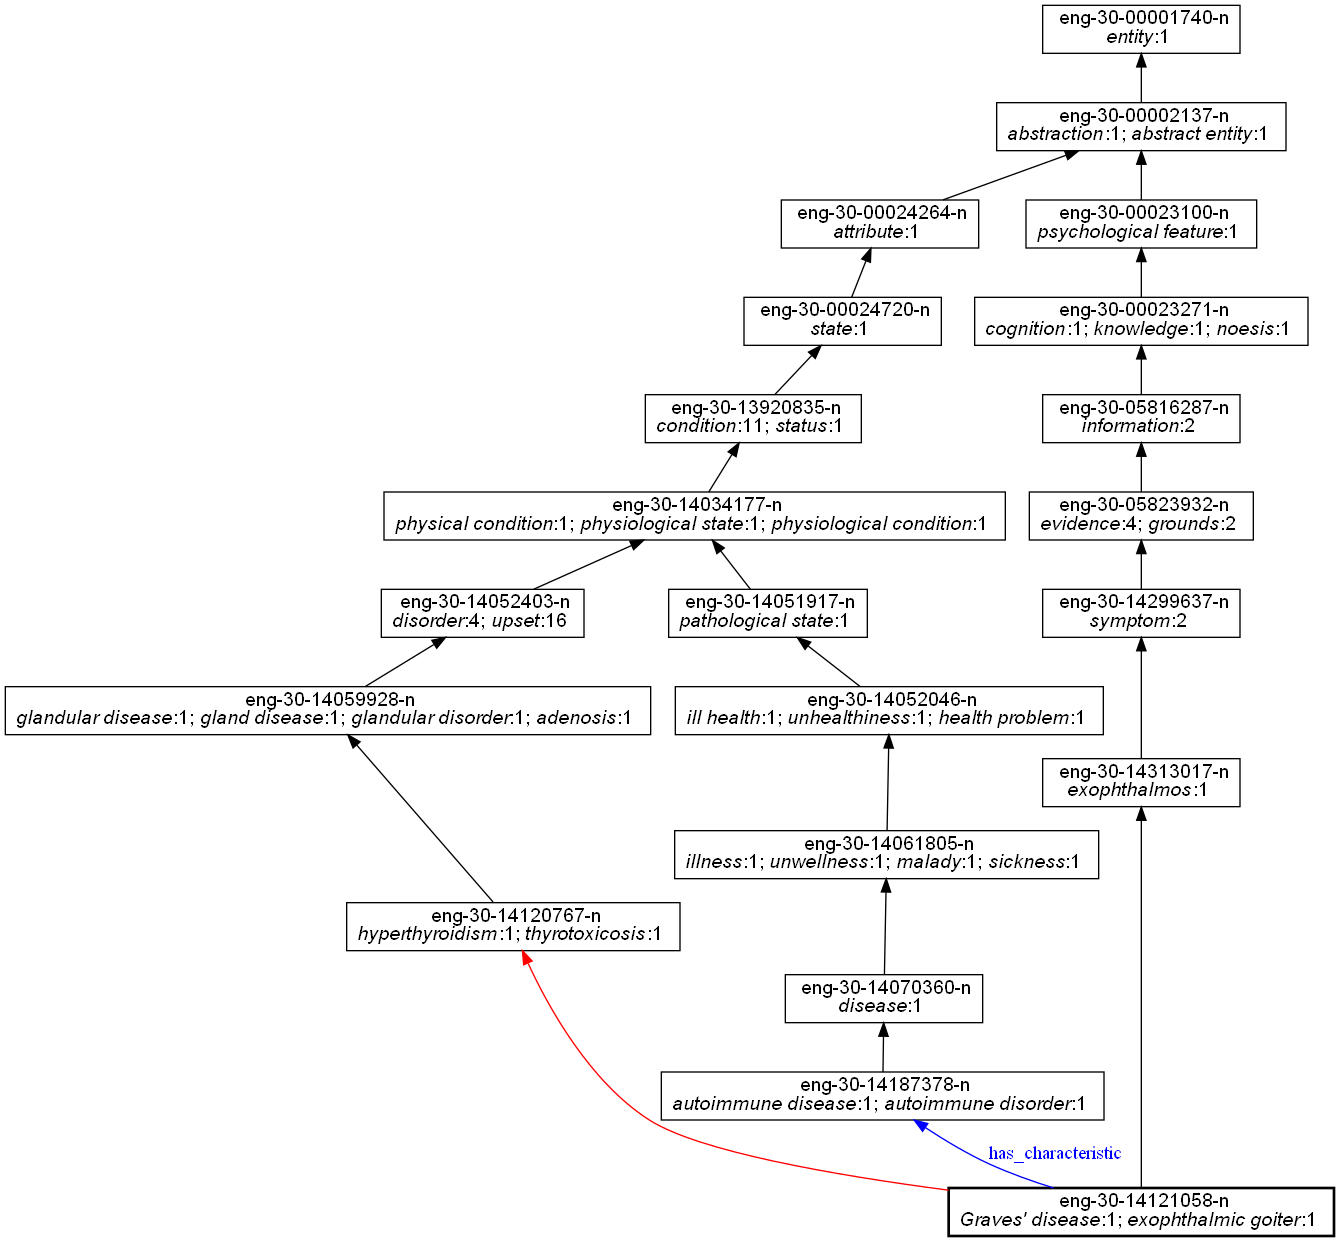 eng-30-00001740-n
entity:1
eng-30-00002137-n
abstraction:1; abstract entity:1
eng-30-00024264-n
attribute:1
eng-30-00023100-n
psychological feature:1
eng-30-00024720-n
state:1
eng-30-00023271-n
cognition:1; knowledge:1; noesis:1
eng-30-13920835-n
condition:11; status:1
eng-30-05816287-n
information:2
eng-30-14034177-n
physical condition:1; physiological state:1; physiological condition:1
eng-30-05823932-n
evidence:4; grounds:2
eng-30-14052403-n
disorder:4; upset:16
eng-30-14051917-n
pathological state:1
eng-30-14299637-n
symptom:2
eng-30-14059928-n
glandular disease:1; gland disease:1; glandular disorder:1; adenosis:1
eng-30-14052046-n
ill health:1; unhealthiness:1; health problem:1
eng-30-14313017-n
exophthalmos:1
eng-30-14061805-n
illness:1; unwellness:1; malady:1; sickness:1
eng-30-14120767-n
hyperthyroidism:1; thyrotoxicosis:1
eng-30-14070360-n
disease:1
eng-30-14187378-n
autoimmune disease:1; autoimmune disorder:1
has_characteristic
eng-30-14121058-n
Graves' disease:1; exophthalmic goiter:1